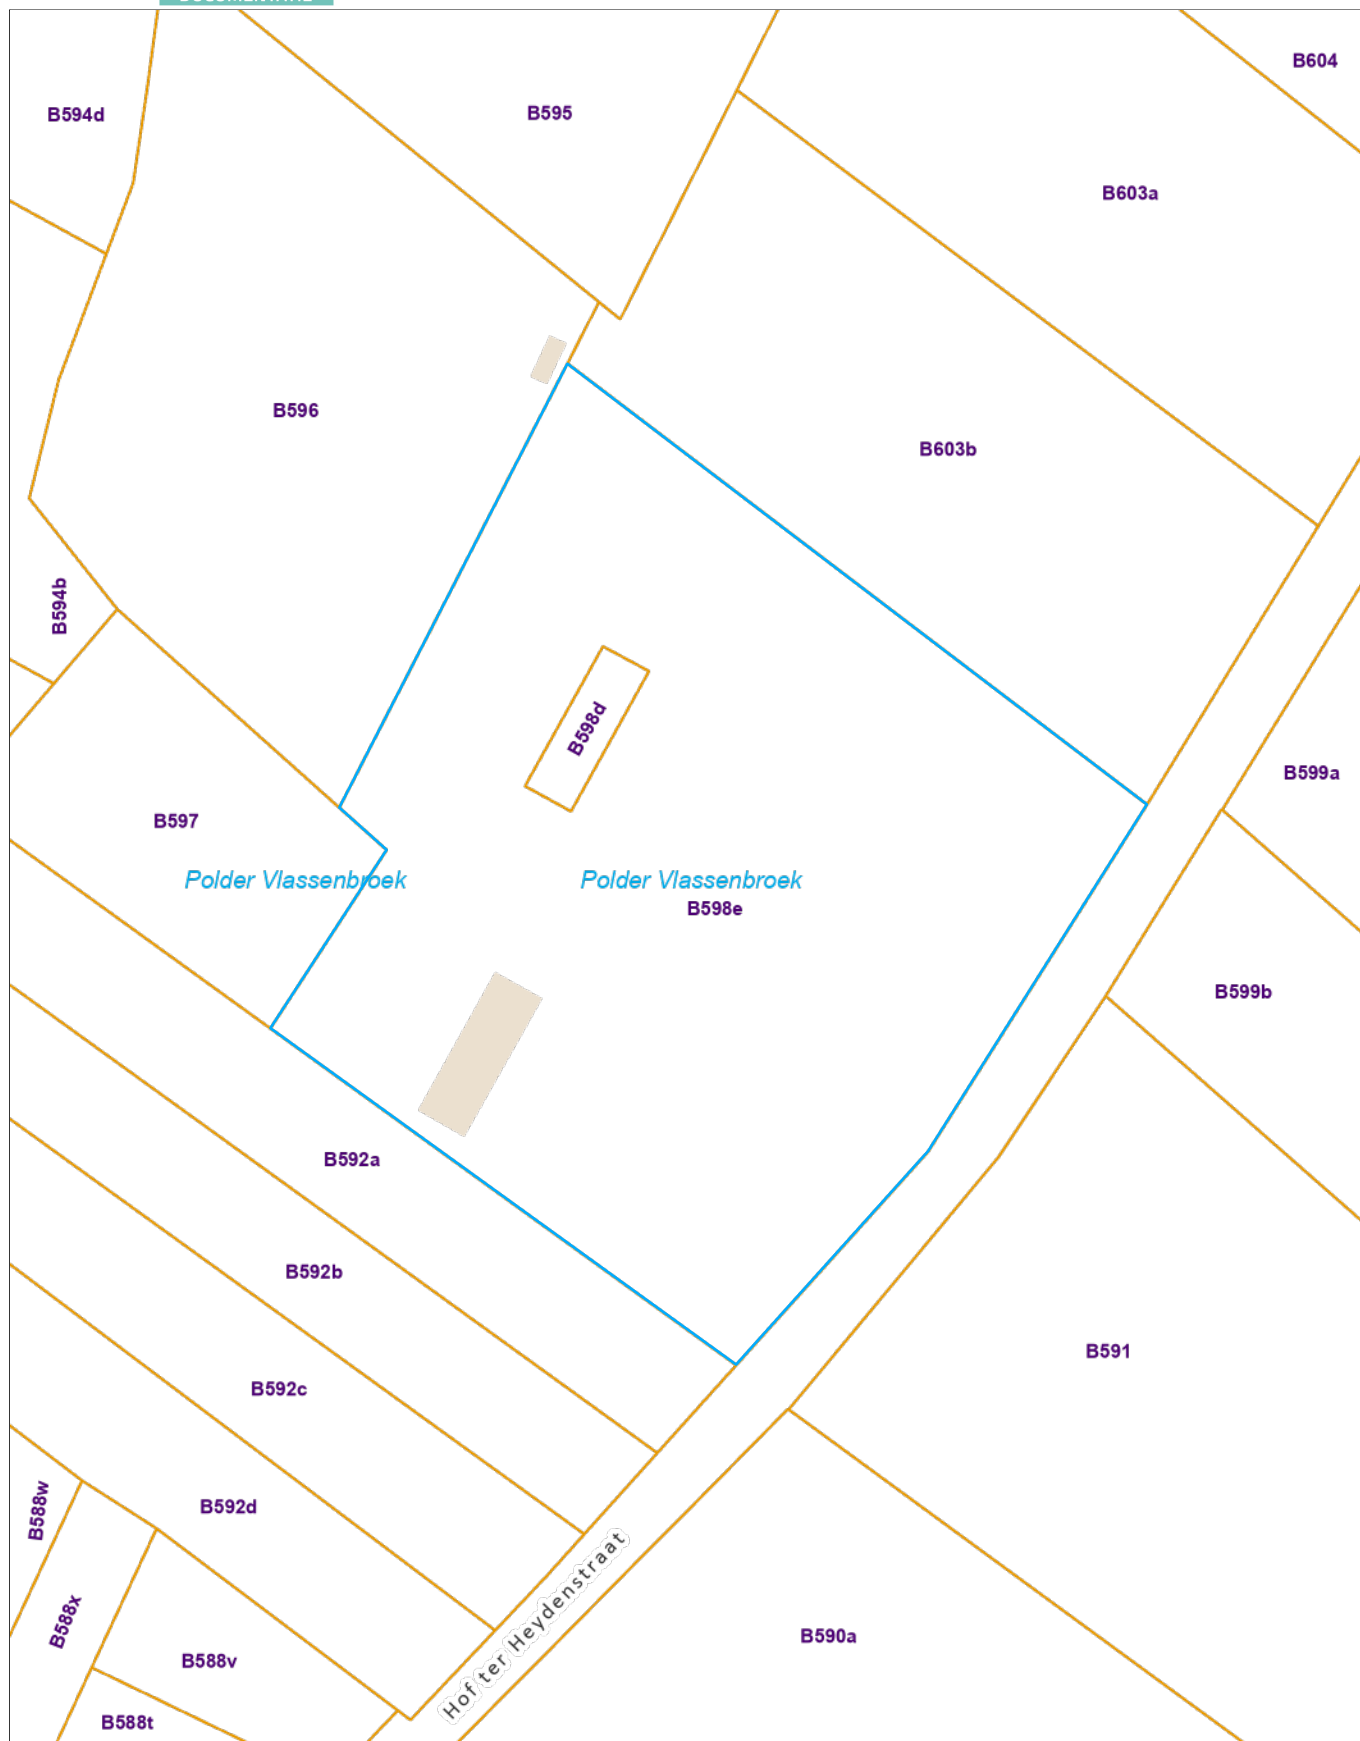 B604
B594d
B595
B603a
B596
B603b
B594b
B598d
B599a
B597
Polder Vlassenbroek
Polder Vlassenbroek
B598e
B599b
B592a
B592b
B591
B592c
B588w
B592d
Hof ter Heydenstraat
B588x
B590a
B588v
B588t